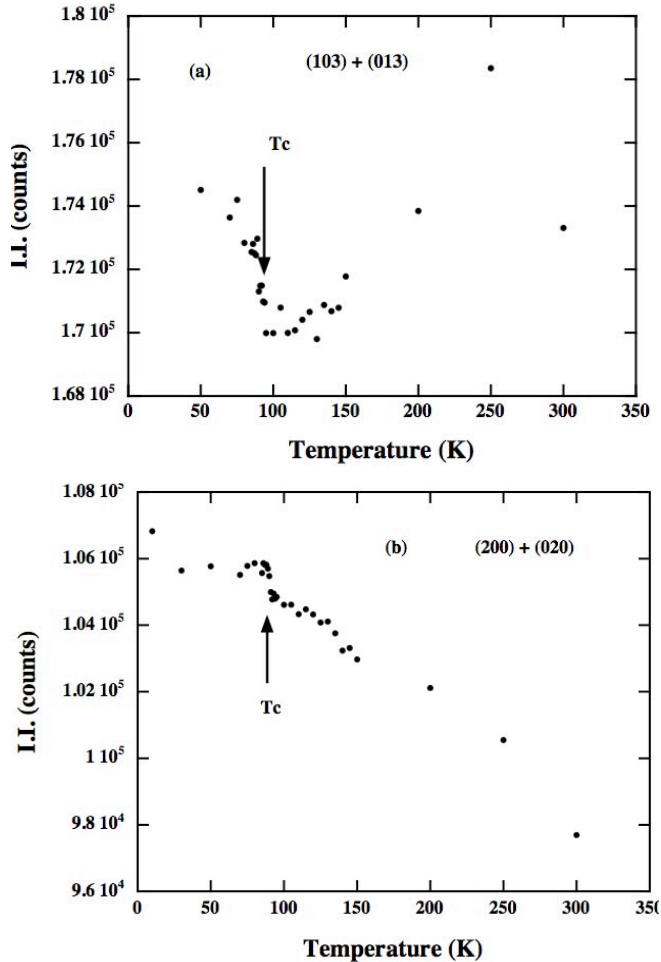 1.8 10⁵
(a)
(103) + (013)
1.78 10⁵
1.76 10⁵
Tc
1.74 10⁵
I.I. (counts)
1.72 10⁵
1.7 10⁵
1.68 10⁵
0 50 100 150 200 250 300 350
Temperature (K)
1.08 10⁵
(b) (200) + (020)
1.06 10⁵
1.04 10⁵
I.I. (counts)
1.02 10⁵
Tc
1 10⁵
9.8 10⁴
9.6 10⁴
0 50 100 150 200 250 300 350
Temperature (K)